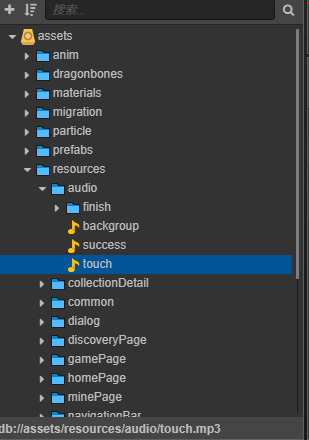 搜索...
assets
anim
dragonbones
materials
migration
particle
prefabs
resources
audio
finish
backgroup
success
touch
collectionDetail
common
dialog
discoveryPage
gamePage
homePage
minePage
navigationBar
db://assets/resources/audio/touch.mp3